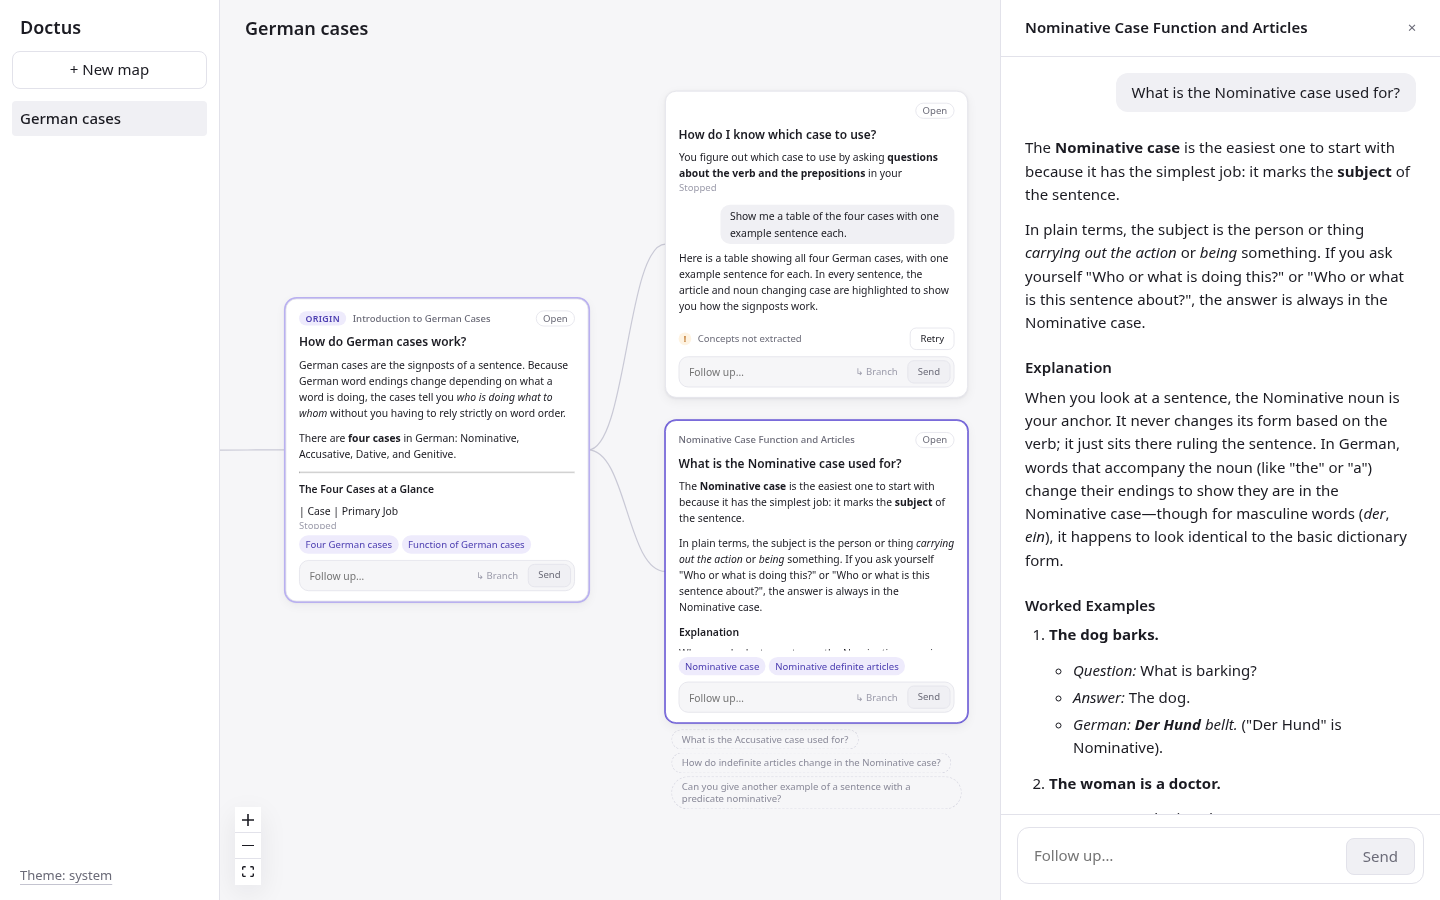 Doctus
+ New map
German cases
Theme: system
German cases
ORIGIN Introduction to German Cases Open
How do German cases work?
German cases are the signposts of a sentence. Because
German word endings change depending on what a
word is doing, the cases tell you who is doing what to
whom without you having to rely strictly on word order.
There are four cases in German: Nominative,
Accusative, Dative, and Genitive.
The Four Cases at a Glance
| Case | Primary Job
Stopped
Four German cases Function of German cases
Follow up... ↳ Branch Send
Open
How do I know which case to use?
You figure out which case to use by asking questions
about the verb and the prepositions in your
Stopped
Show me a table of the four cases with one
example sentence each.
Here is a table showing all four German cases, with one
example sentence for each. In every sentence, the
article and noun changing case are highlighted to show
you how the signposts work.
! Concepts not extracted Retry
Follow up... ↳ Branch Send
Nominative Case Function and Articles Open
What is the Nominative case used for?
The Nominative case is the easiest one to start with
because it has the simplest job: it marks the subject of
the sentence.
In plain terms, the subject is the person or thing carrying
out the action or being something. If you ask yourself
"Who or what is doing this?" or "Who or what is this
sentence about?", the answer is always in the
Nominative case.
Explanation
Nominative case Nominative definite articles
Follow up... ↳ Branch Send
What is the Accusative case used for?
How do indefinite articles change in the Nominative case?
Can you give another example of a sentence with a
predicate nominative?
Nominative Case Function and Articles ×
What is the Nominative case used for?
The Nominative case is the easiest one to start with
because it has the simplest job: it marks the subject of
the sentence.
In plain terms, the subject is the person or thing
carrying out the action or being something. If you ask
yourself "Who or what is doing this?" or "Who or what
is this sentence about?", the answer is always in the
Nominative case.
Explanation
When you look at a sentence, the Nominative noun is
your anchor. It never changes its form based on the
verb; it just sits there ruling the sentence. In German,
words that accompany the noun (like "the" or "a")
change their endings to show they are in the
Nominative case—though for masculine words (der,
ein), it happens to look identical to the basic dictionary
form.
Worked Examples
1. The dog barks.
Question: What is barking?
Answer: The dog.
German: Der Hund bellt. ("Der Hund" is
Nominative).
2. The woman is a doctor.
Follow up... Send